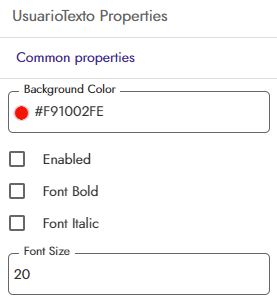 UsuarioTexto Properties
Common properties
Background Color
#F91002FE
Enabled
Font Bold
Font Italic
Font Size
20